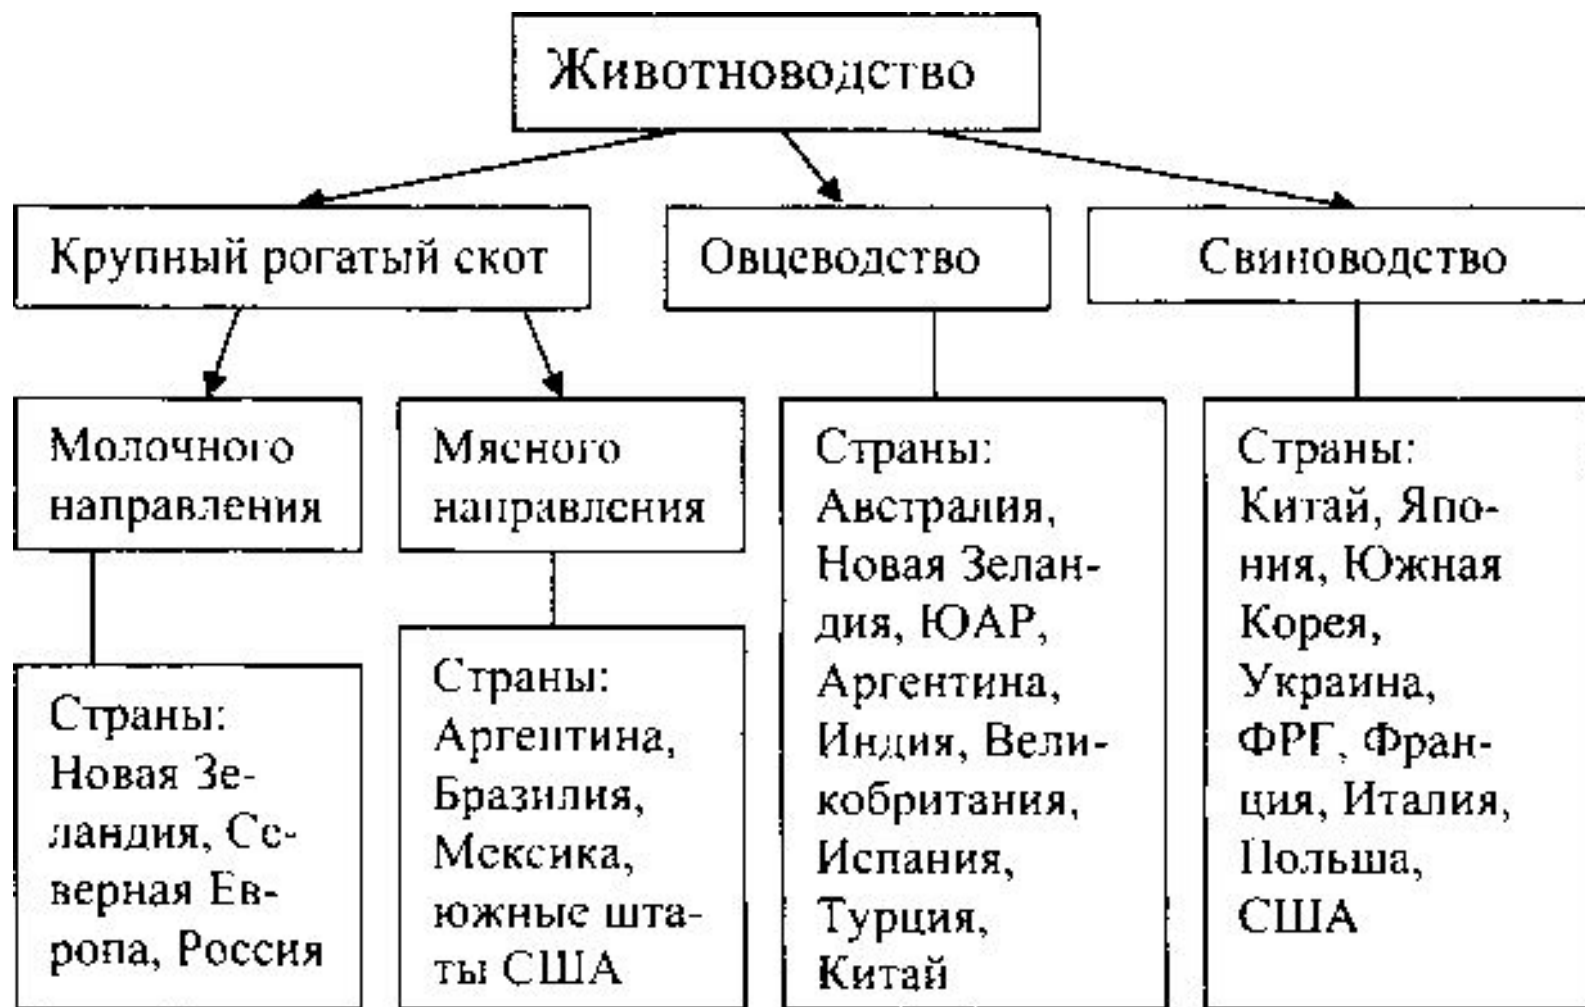 Животноводство
Крупный рогатый скот
Овцеводство
Свиноводство
Молочного
направления
Мясного
направления
Страны:
Новая Зе-
ландия, Се-
верная Ев-
ропа, Россия
Страны:
Аргентина,
Бразилия,
Мексика,
южные шта-
ты США
Страны:
Австралия,
Новая Зелан-
дия, ЮАР,
Аргентина,
Индия, Вели-
кобритания,
Испания,
Турция,
Китай
Страны:
Китай, Япо-
ния, Южная
Корея,
Украина,
ФРГ, Фран-
ция, Италия,
Польша,
США